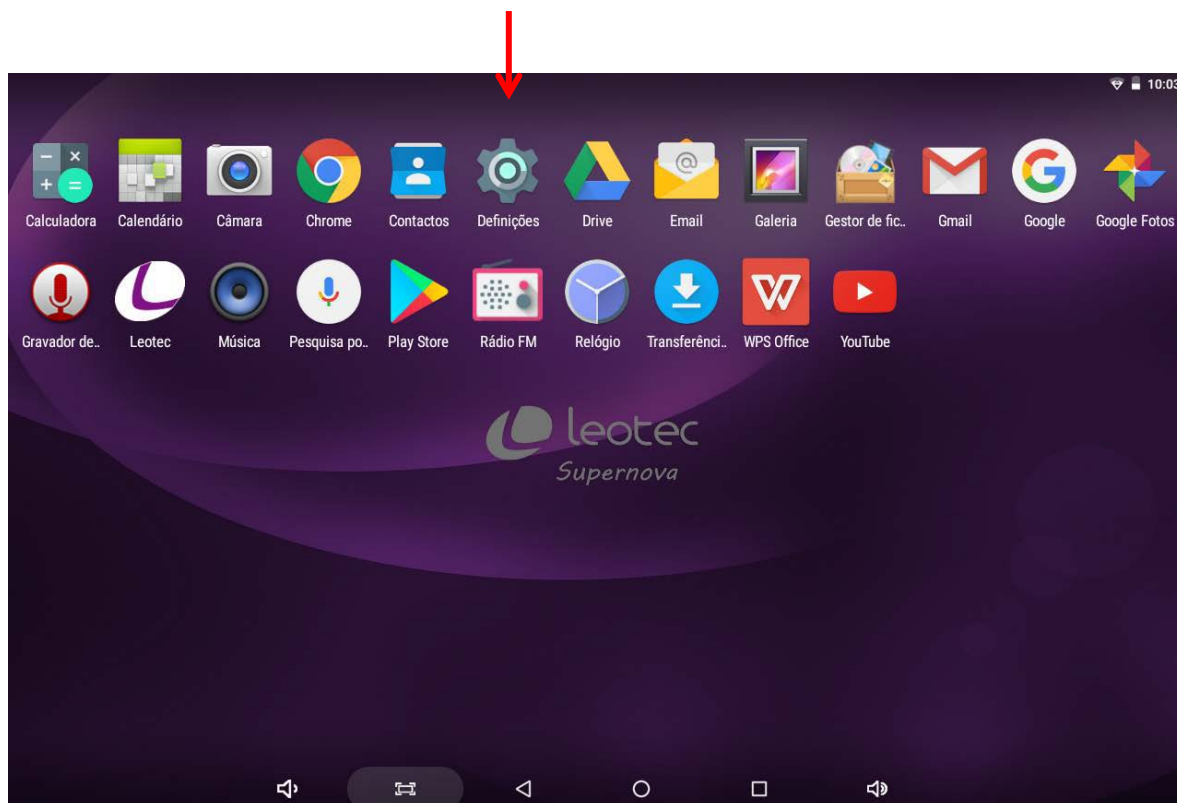 10:03
Calculadora Calendário Câmara Chrome Contactos Definições Drive Email Galeria Gestor de fic.. Gmail Google Google Fotos
Gravador de.. Leotec Música Pesquisa po.. Play Store Rádio FM Relógio Transferênci.. WPS Office YouTube
leotec
Supernova